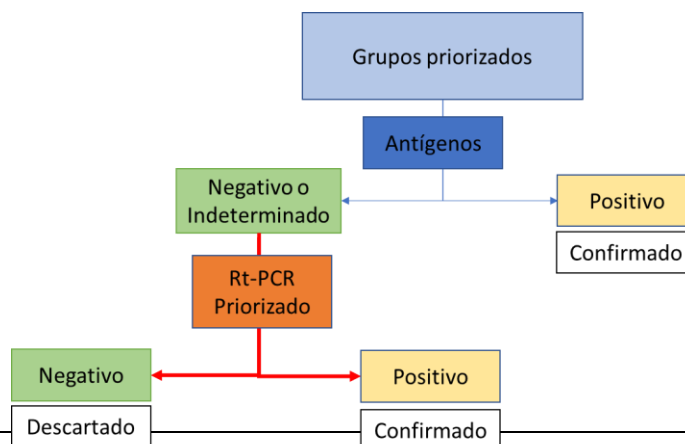 Grupos priorizados
Antígenos
Negativo o
Indeterminado
Positivo
Confirmado
Rt-PCR
Priorizado
Negativo
Positivo
Descartado
Confirmado